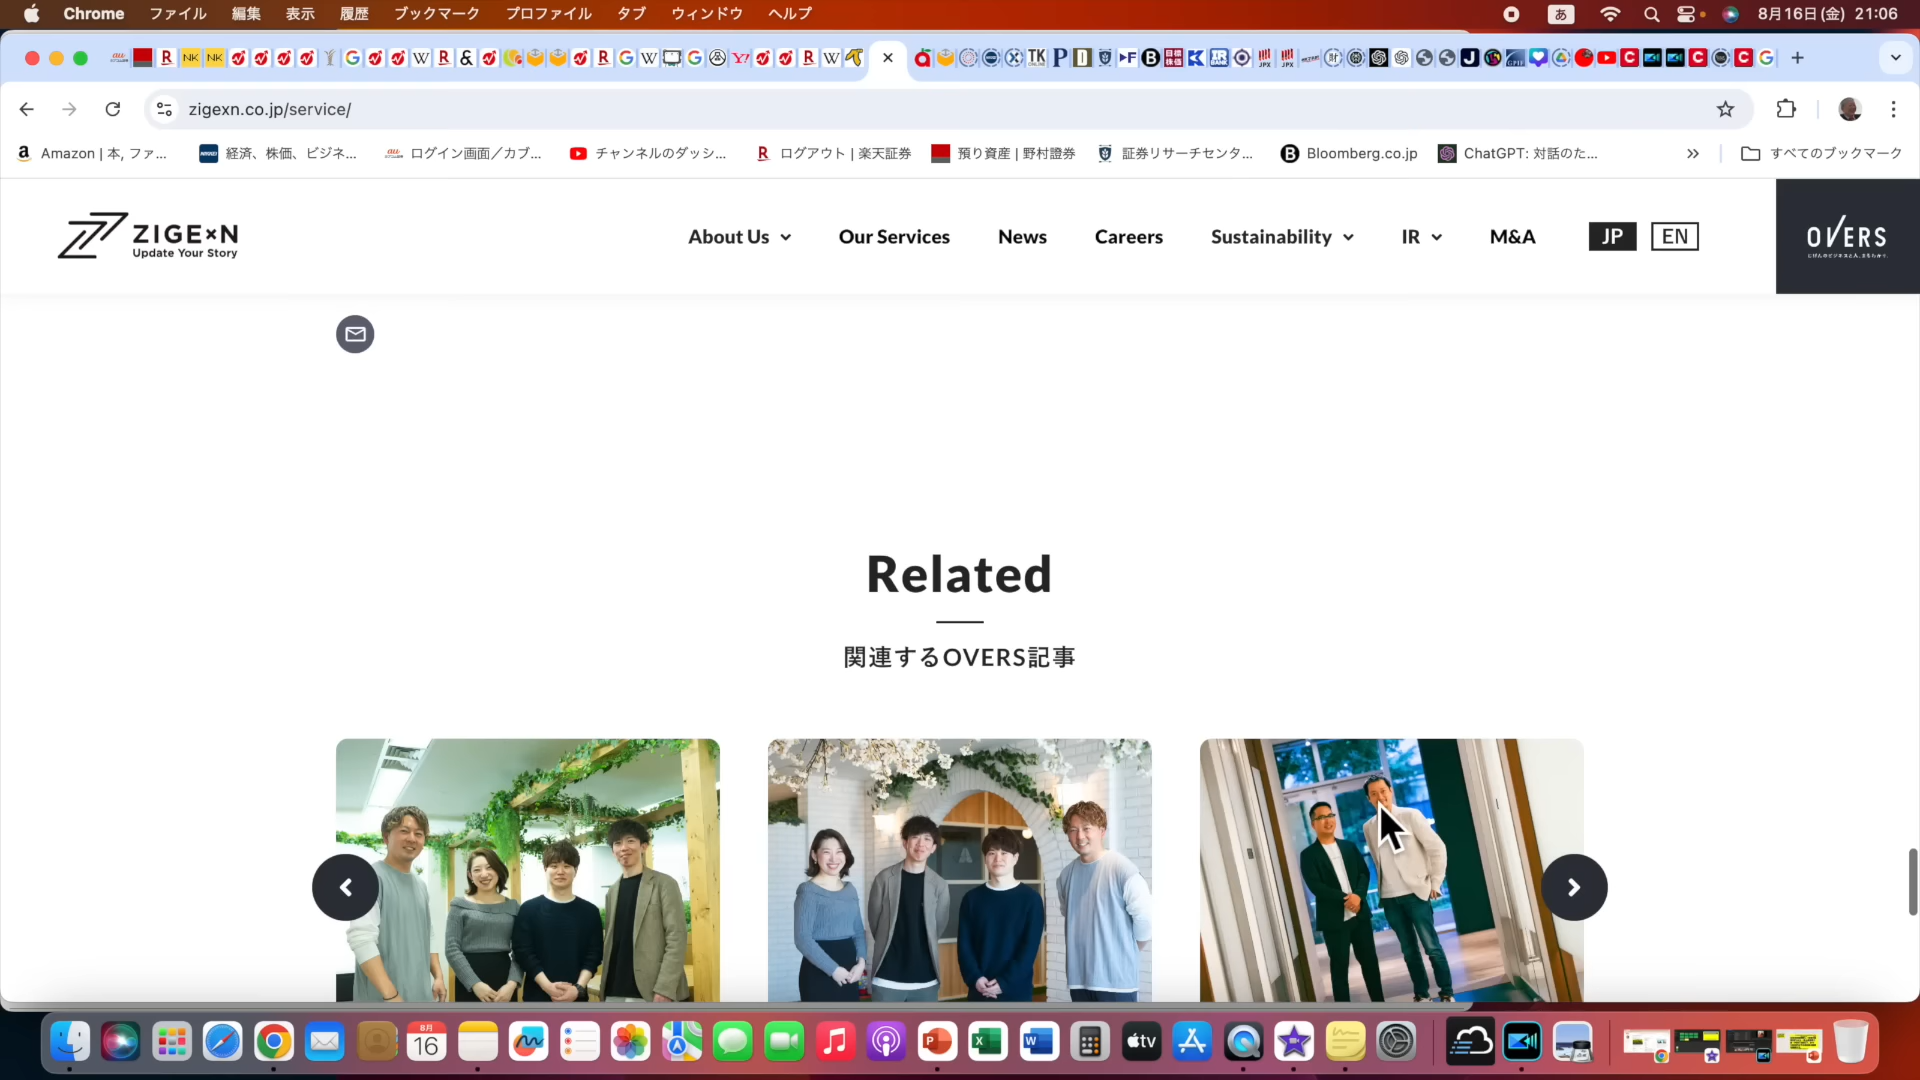 Chrome ファイル 編集 表示 履歴 ブックマーク プロファイル タブ ウィンドウ ヘルプ あ 8月16日(金) 21:06
zigexn.co.jp/service/
Amazon | 本, ファ... 経済、株価、ビジネ... ログイン画面／カブ... チャンネルのダッシ... ログアウト | 楽天証券 預り資産 | 野村證券 証券リサーチセンタ... Bloomberg.co.jp ChatGPT: 対話のた... » すべてのブックマーク
ZIGExN
Update Your Story
About Us Our Services News Careers Sustainability IR M&A JP EN
OVERS
Related
関連するOVERS記事
8月
16